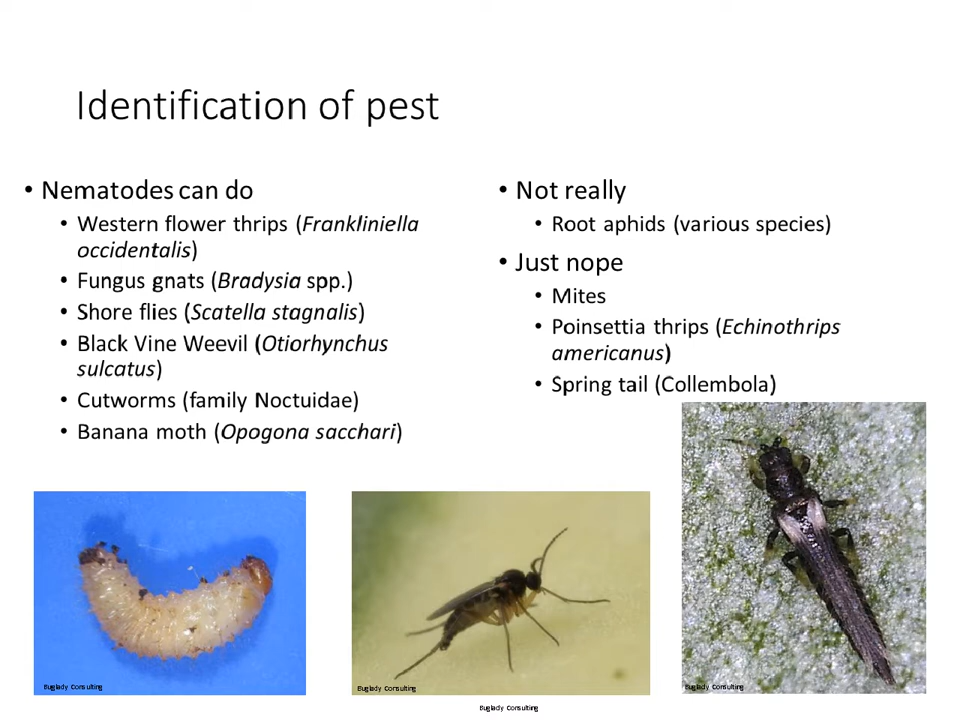 Identification of pest
• Nematodes can do
• Western flower thrips (Frankliniella
occidentalis)
• Fungus gnats (Bradysia spp.)
• Shore flies (Scatella stagnalis)
• Black Vine Weevil (Otiorhynchus
sulcatus)
• Cutworms (family Noctuidae)
• Banana moth (Opogona sacchari)
• Not really
• Root aphids (various species)
• Just nope
• Mites
• Poinsettia thrips (Echinothrips
americanus)
• Spring tail (Collembola)
Buglady Consulting
Buglady Consulting
Buglady Consulting
Buglady Consulting